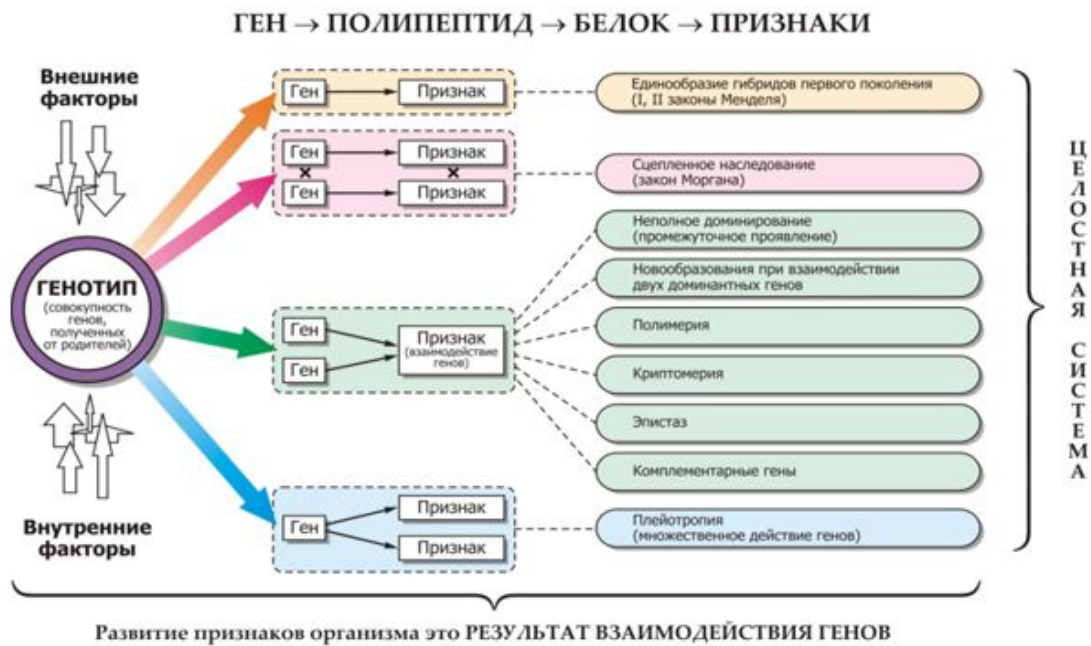 ГЕН → ПОЛИПЕПТИД → БЕЛОК → ПРИЗНАКИ
Внешние
факторы
Ген
Признак
Единообразие гибридов первого поколения
(I, II законы Менделя)
Ген
Признак
Ген
Признак
Сцепленное наследование
(закон Моргана)
ГЕНОТИП
(совокупность
генов,
полученных
от родителей)
Ген
Ген
Признак
(взаимодействие
генов)
Неполное доминирование
(промежуточное проявление)
Новообразования при взаимодействии
двух доминантных генов
Полимерия
Криптомерия
Эпистаз
Комплементарные гены
Внутренние
факторы
Ген
Признак
Признак
Плейотропия
(множественное действие генов)
ЦЕЛОСТНАЯ СИСТЕМА
Развитие признаков организма это РЕЗУЛЬТАТ ВЗАИМОДЕЙСТВИЯ ГЕНОВ